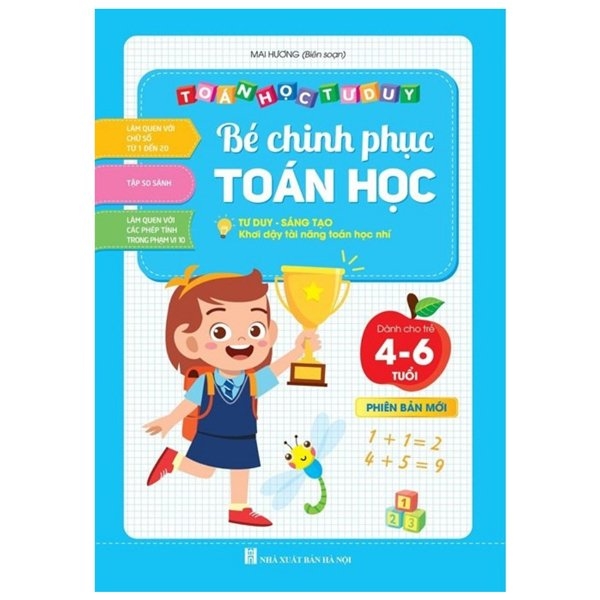 MAI HƯƠNG (Biên soạn)
TOÁN HỌC TƯ DUY
LÀM QUEN VỚI
CHỮ SỐ
TỪ 1 ĐẾN 20
TẬP SO SÁNH
LÀM QUEN VỚI
CÁC PHÉP TÍNH
TRONG PHẠM VI 10
Bé chinh phục
TOÁN HỌC
TƯ DUY - SÁNG TẠO
Khơi dậy tài năng toán học nhí
Dành cho trẻ
4-6
TUỔI
PHIÊN BẢN MỚI
1 + 1 = 2
4 + 5 = 9
1
2 3
NHÀ XUẤT BẢN HÀ NỘI